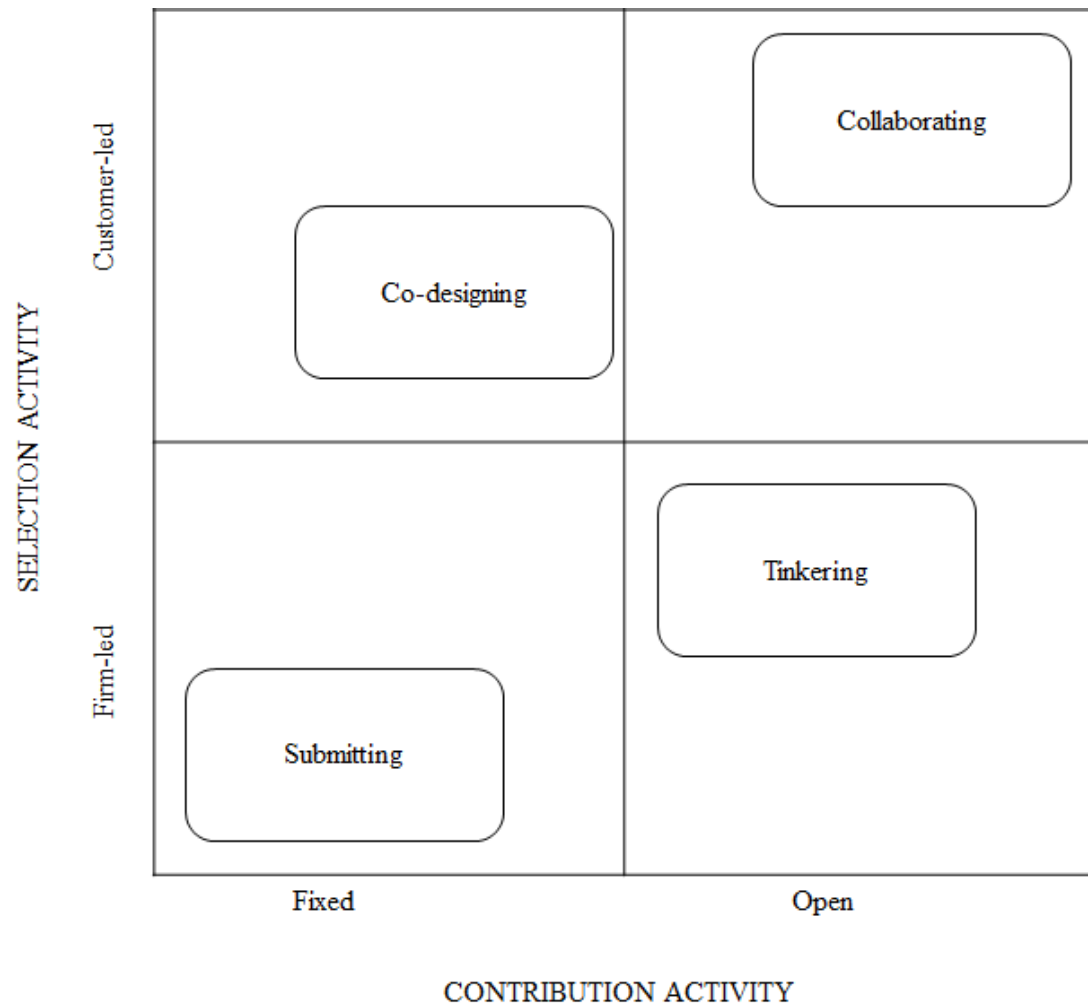 Collaborating
Customer-led
Co-designing
SELECTION ACTIVITY
Tinkering
Firm-led
Submitting
Fixed
Open
CONTRIBUTION ACTIVITY